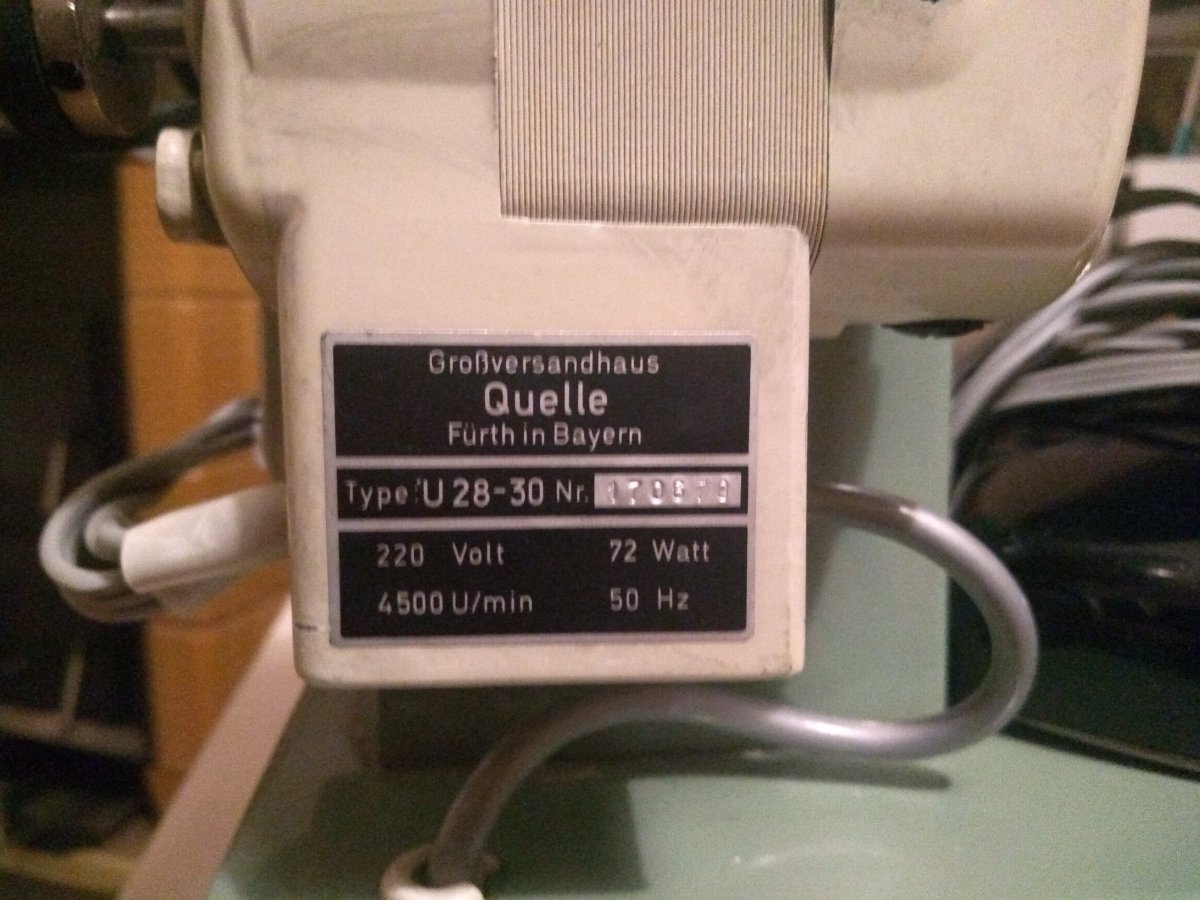 Großversandhaus
Quelle
Fürth in Bayern
Type: U 28-30 Nr.
220 Volt 72 Watt
4500 U/min 50 Hz